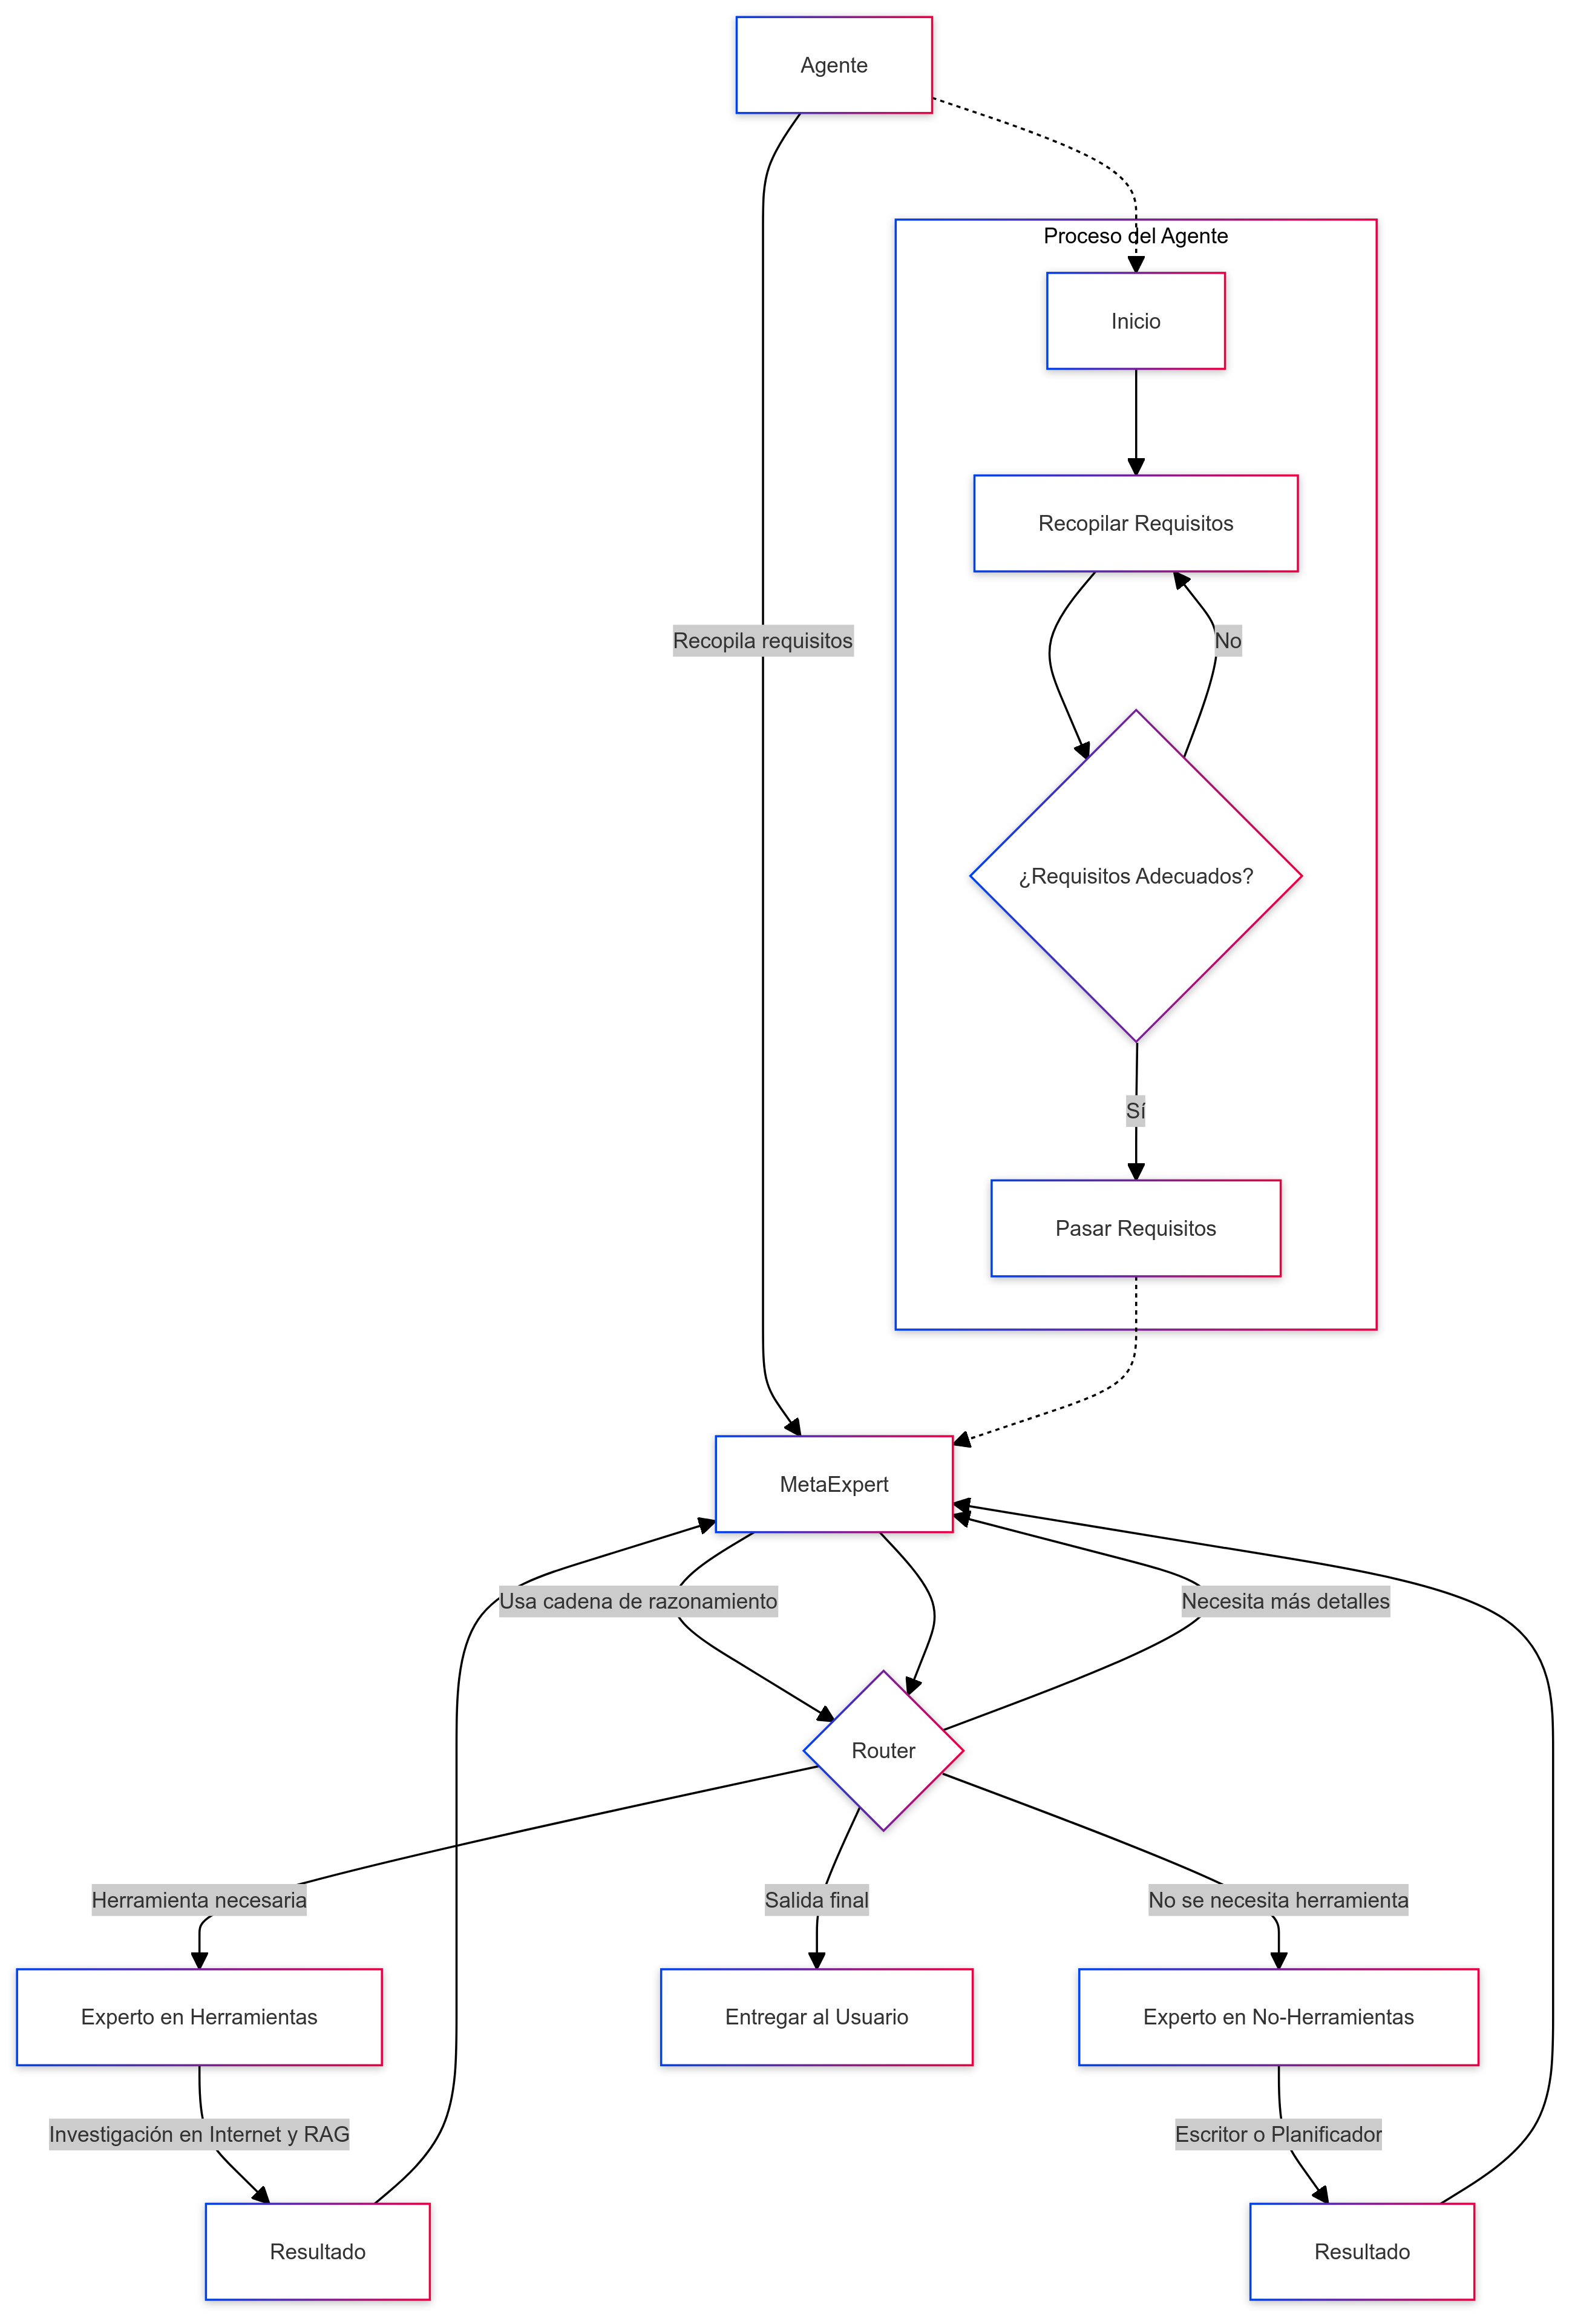 Agente
Proceso del Agente
Inicio
Recopilar Requisitos
Recopila requisitos
No
¿Requisitos Adecuados?
Sí
Pasar Requisitos
MetaExpert
Usa cadena de razonamiento
Necesita más detalles
Router
Herramienta necesaria
Salida final
No se necesita herramienta
Experto en Herramientas
Entregar al Usuario
Experto en No-Herramientas
Investigación en Internet y RAG
Escritor o Planificador
Resultado
Resultado